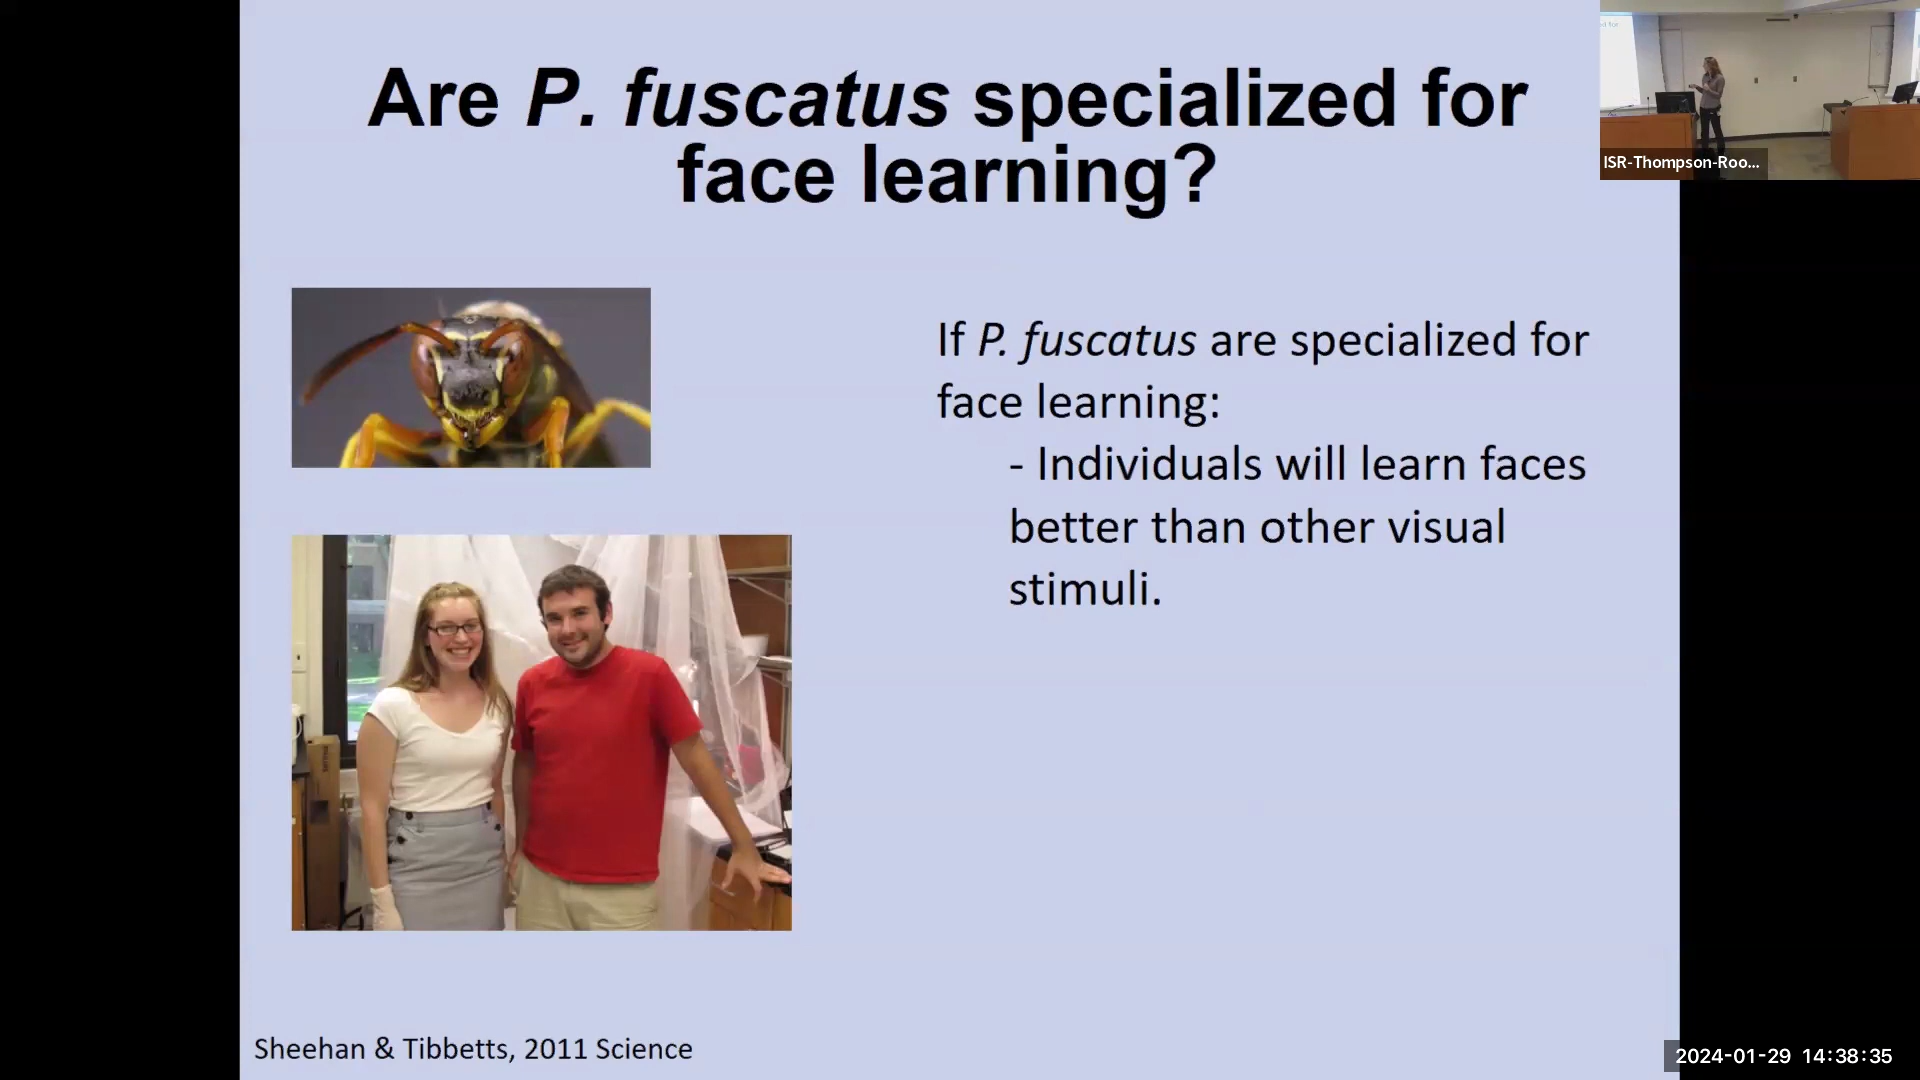 Are P. fuscatus specialized for
face learning?
ISR-Thompson-Roo...
If P. fuscatus are specialized for
face learning:
- Individuals will learn faces
better than other visual
stimuli.
Sheehan & Tibbetts, 2011 Science
2024-01-29 14:38:35